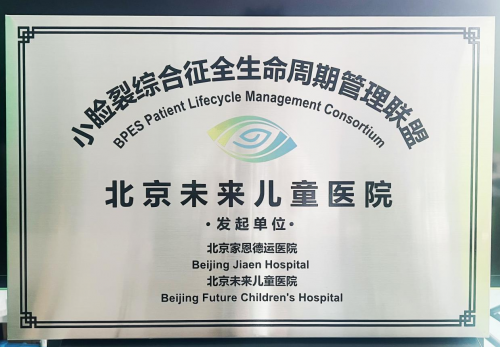 小睑裂综合征全生命周期管理联盟
BPES Patient Lifecycle Management Consortium
北京未来儿童医院
·发起单位·
北京家恩德运医院
Beijing Jiaen Hospital
北京未来儿童医院
Beijing Future Children's Hospital